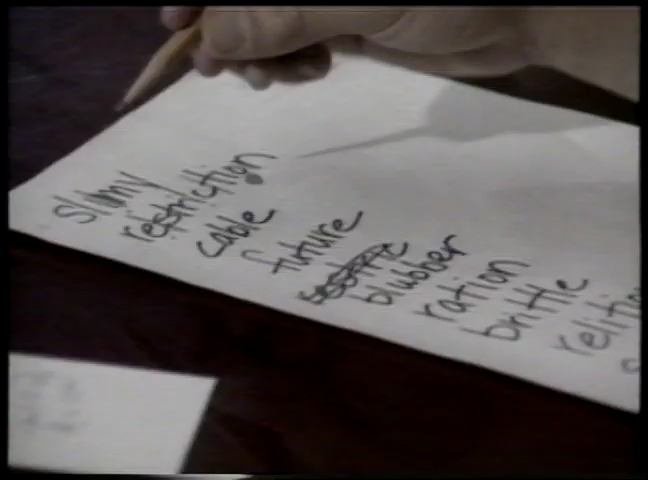 slimy
restriction
cable
future
blubber
ration
brittle